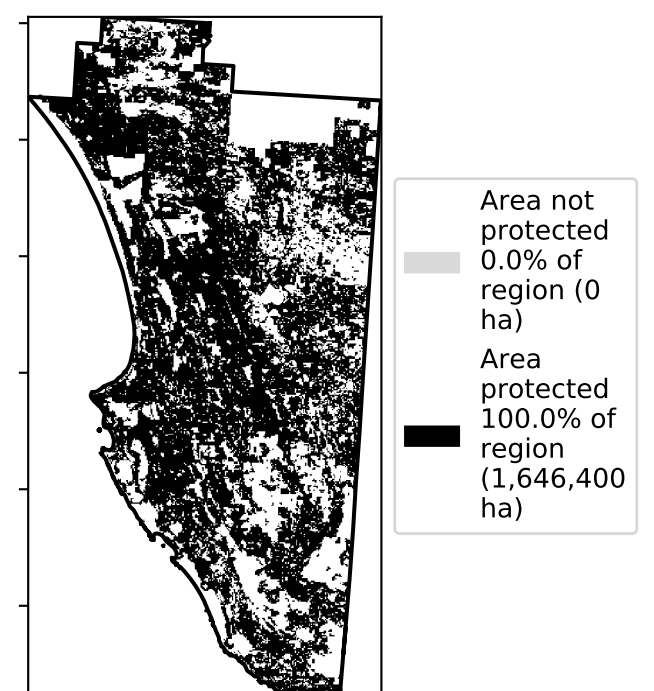 Area not
protected
0.0% of
region (0
ha)
Area
protected
100.0% of
region
(1,646,400
ha)